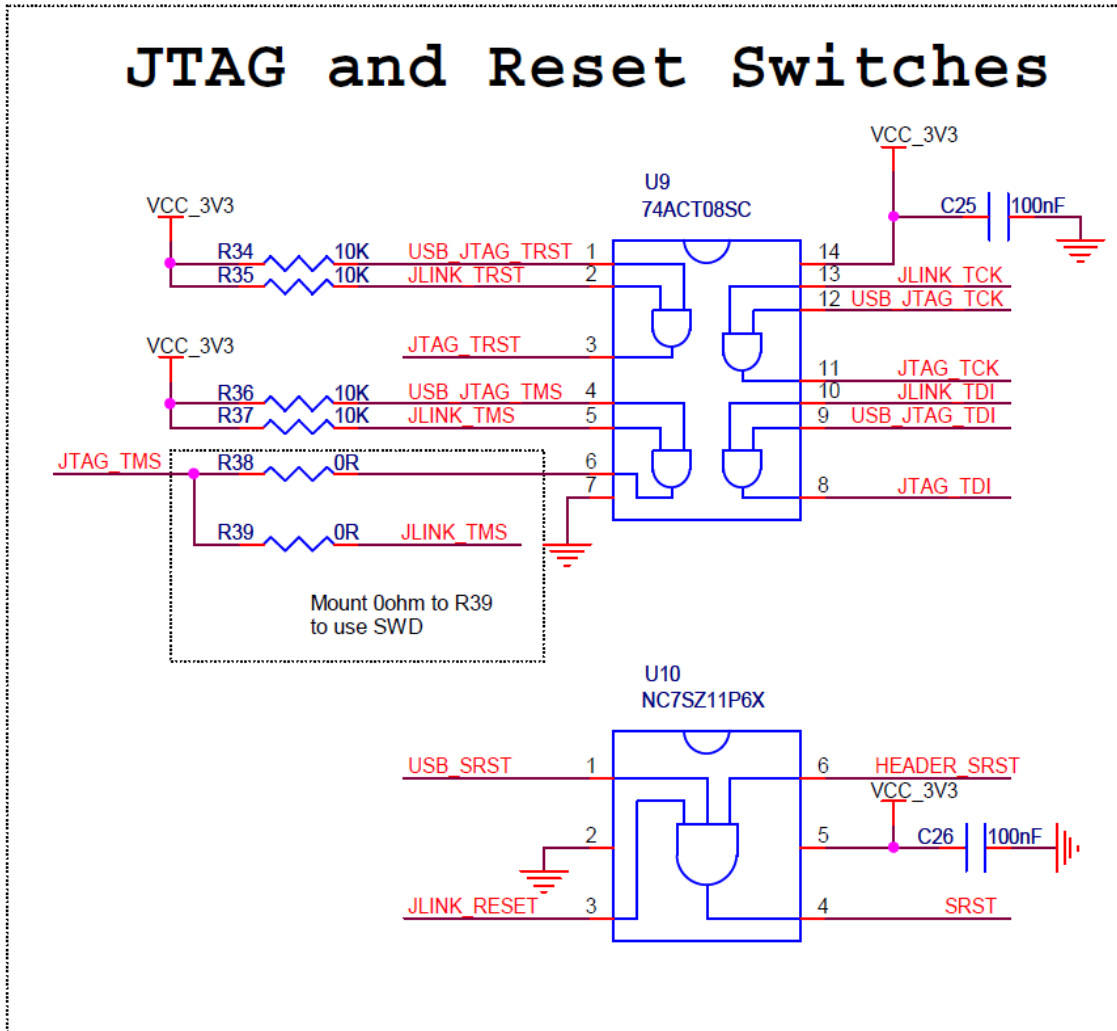 JTAG and Reset Switches
VCC_3V3
U9
74ACT08SC
C25 100nF
VCC_3V3
R34 10K USB_JTAG_TRST 1
14
R35 10K JLINK_TRST 2
13 JLINK_TCK
12 USB_JTAG_TCK
JTAG_TRST 3
VCC_3V3
11 JTAG_TCK
R36 10K USB_JTAG_TMS 4
10 JLINK_TDI
R37 10K JLINK_TMS 5
9 USB_JTAG_TDI
JTAG_TMS R38 0R 6
7
8 JTAG_TDI
R39 0R JLINK_TMS
Mount 0ohm to R39
to use SWD
U10
NC7SZ11P6X
USB_SRST 1
6 HEADER_SRST
VCC_3V3
2
5 C26 100nF
JLINK_RESET 3
4 SRST